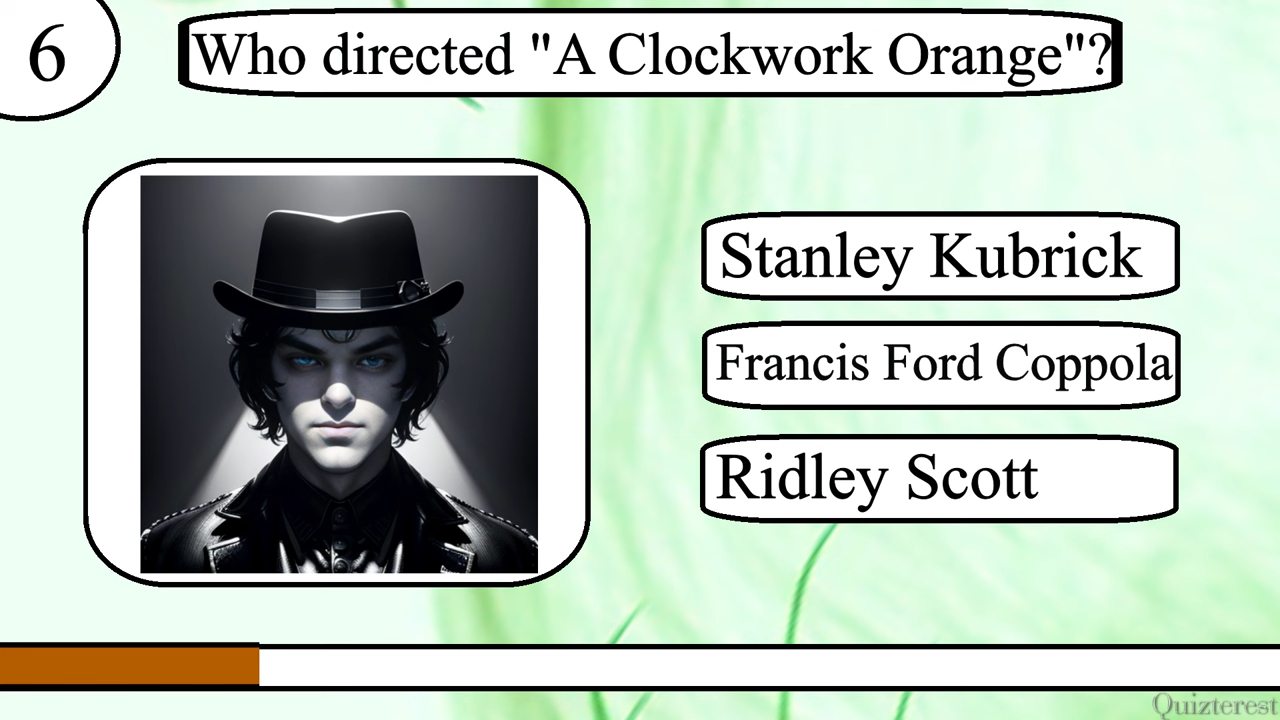 6
Who directed "A Clockwork Orange"?
Stanley Kubrick
Francis Ford Coppola
Ridley Scott
Quizterest